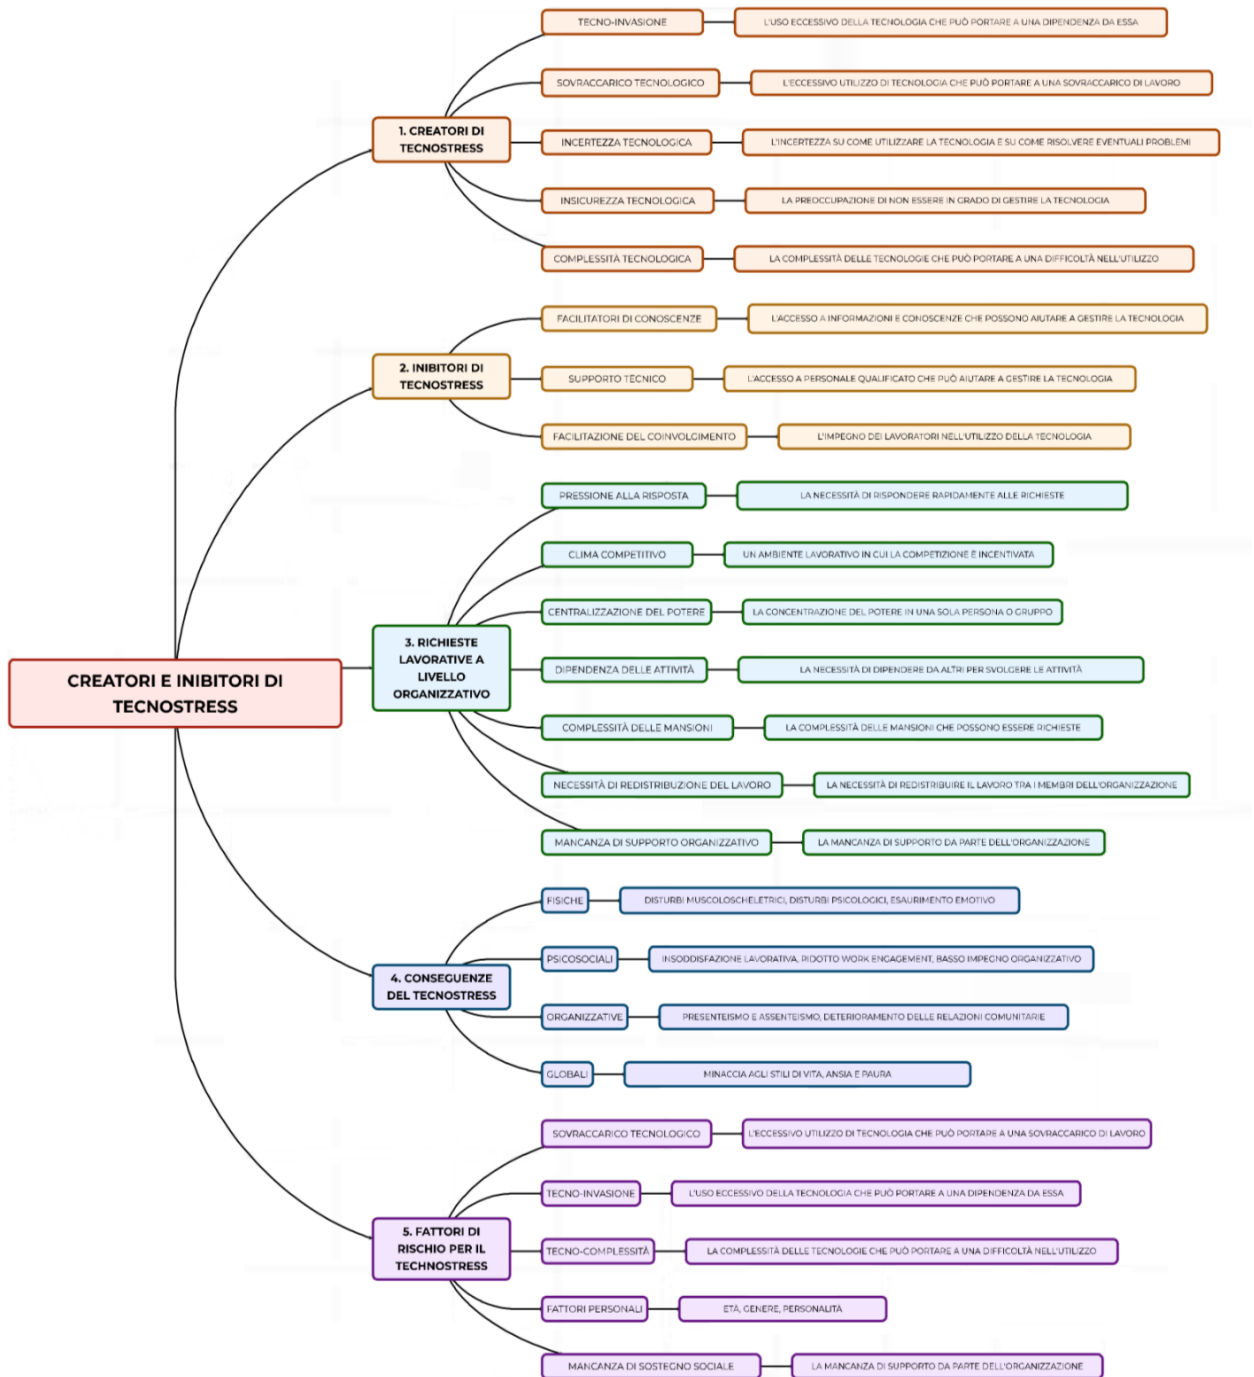 TECNO-INVASIONE
L'USO ECCESSIVO DELLA TECNOLOGIA CHE PUÒ PORTARE A UNA DIPENDENZA DA ESSA
SOVRACCARICO TECNOLOGICO
L'ECCESSIVO UTILIZZO DI TECNOLOGIA CHE PUÒ PORTARE A UNA SOVRACCARICO DI LAVORO
1. CREATORI DI
TECNOSTRESS
INCERTEZZA TECNOLOGICA
L'INCERTEZZA SU COME UTILIZZARE LA TECNOLOGIA E SU COME RISOLVERE EVENTUALI PROBLEMI
INSICUREZZA TECNOLOGICA
LA PREOCCUPAZIONE DI NON ESSERE IN GRADO DI GESTIRE LA TECNOLOGIA
COMPLESSITÀ TECNOLOGICA
LA COMPLESSITÀ DELLE TECNOLOGIE CHE PUÒ PORTARE A UNA DIFFICOLTÀ NELL'UTILIZZO
FACILITATORI DI CONOSCENZE
L'ACCESSO A INFORMAZIONI E CONOSCENZE CHE POSSONO AIUTARE A GESTIRE LA TECNOLOGIA
2. INIBITORI DI
TECNOSTRESS
SUPPORTO TECNICO
L'ACCESSO A PERSONALE QUALIFICATO CHE PUÒ AIUTARE A GESTIRE LA TECNOLOGIA
FACILITAZIONE DEL COINVOLGIMENTO
L'IMPEGNO DEI LAVORATORI NELL'UTILIZZO DELLA TECNOLOGIA
PRESSIONE ALLA RISPOSTA
LA NECESSITÀ DI RISPONDERE RAPIDAMENTE ALLE RICHIESTE
CLIMA COMPETITIVO
UN AMBIENTE LAVORATIVO IN CUI LA COMPETIZIONE È INCENTIVATA
CENTRALIZZAZIONE DEL POTERE
LA CONCENTRAZIONE DEL POTERE IN UNA SOLA PERSONA O GRUPPO
3. RICHIESTE
LAVORATIVE A
LIVELLO
ORGANIZZATIVO
DIPENDENZA DELLE ATTIVITÀ
LA NECESSITÀ DI DIPENDERE DA ALTRI PER SVOLGERE LE ATTIVITÀ
CREATORI E INIBITORI DI
TECNOSTRESS
COMPLESSITÀ DELLE MANSIONI
LA COMPLESSITÀ DELLE MANSIONI CHE POSSONO ESSERE RICHIESTE
NECESSITÀ DI REDISTRIBUZIONE DEL LAVORO
LA NECESSITÀ DI REDISTRIBUIRE IL LAVORO TRA I MEMBRI DELL'ORGANIZZAZIONE
MANCANZA DI SUPPORTO ORGANIZZATIVO
LA MANCANZA DI SUPPORTO DA PARTE DELL'ORGANIZZAZIONE
FISICHE
DISTURBI MUSCOLOSCHELETRICI, DISTURBI PSICOLOGICI, ESAURIMENTO EMOTIVO
PSICOSOCIALI
INSODDISFAZIONE LAVORATIVA, RIDOTTO WORK ENGAGEMENT, BASSO IMPEGNO ORGANIZZATIVO
4. CONSEGUENZE
DEL TECNOSTRESS
ORGANIZZATIVE
PRESENTEISMO E ASSENTEISMO, DETERIORAMENTO DELLE RELAZIONI COMUNITARIE
GLOBALI
MINACCIA AGLI STILI DI VITA, ANSIA E PAURA
SOVRACCARICO TECNOLOGICO
L'ECCESSIVO UTILIZZO DI TECNOLOGIA CHE PUÒ PORTARE A UNA SOVRACCARICO DI LAVORO
TECNO-INVASIONE
L'USO ECCESSIVO DELLA TECNOLOGIA CHE PUÒ PORTARE A UNA DIPENDENZA DA ESSA
5. FATTORI DI
RISCHIO PER IL
TECHNOSTRESS
TECNO-COMPLESSITÀ
LA COMPLESSITÀ DELLE TECNOLOGIE CHE PUÒ PORTARE A UNA DIFFICOLTÀ NELL'UTILIZZO
FATTORI PERSONALI
ETÀ, GENERE, PERSONALITÀ
MANCANZA DI SOSTEGNO SOCIALE
LA MANCANZA DI SUPPORTO DA PARTE DELL'ORGANIZZAZIONE